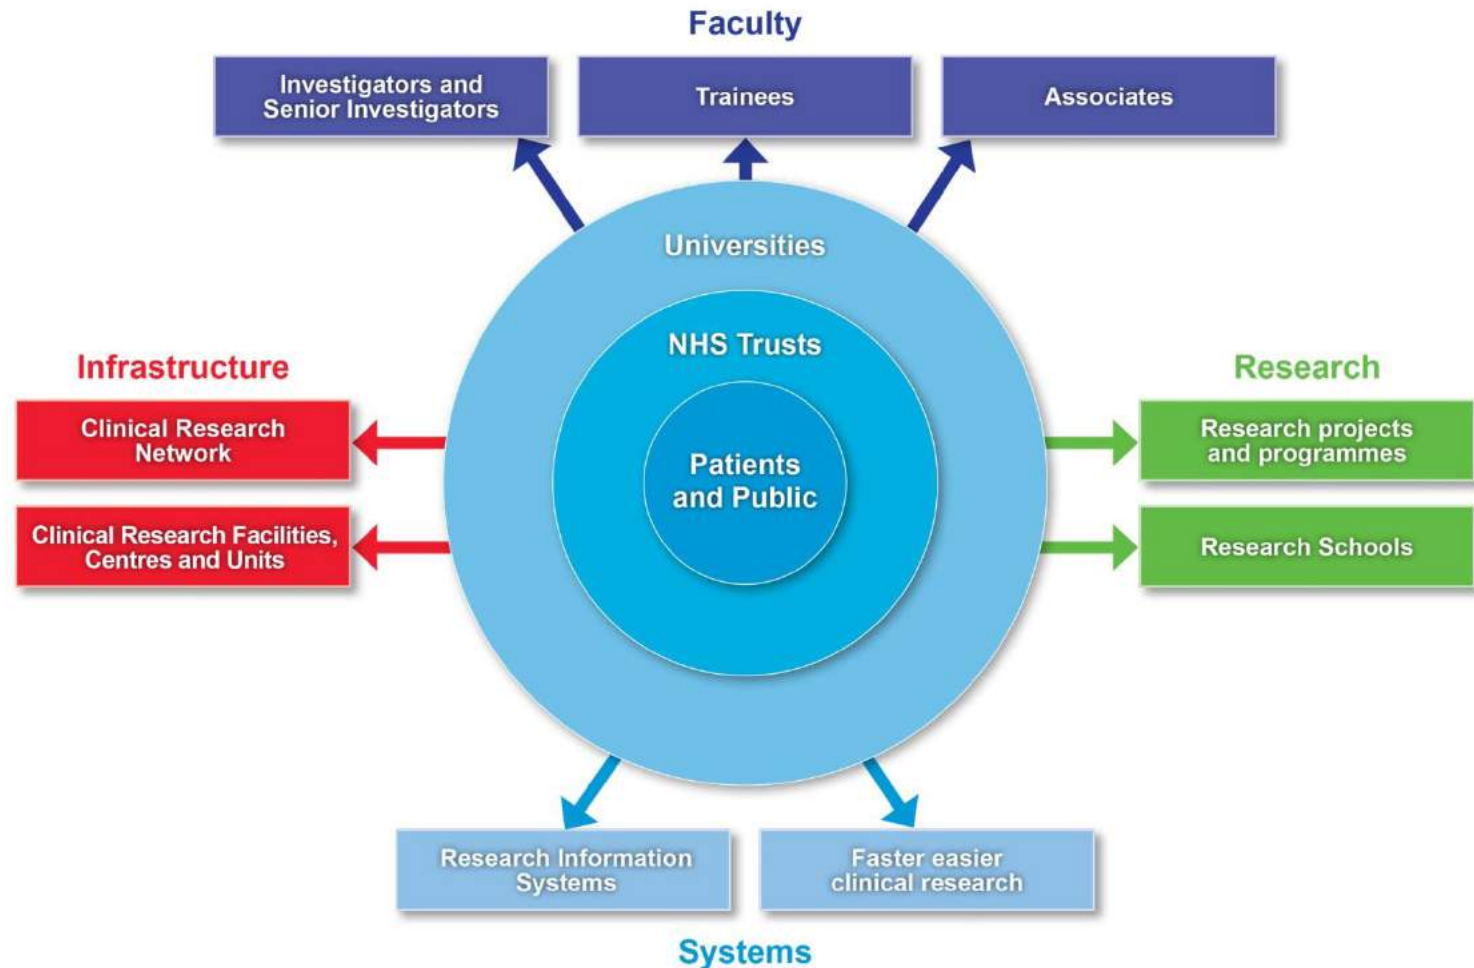 Faculty
Investigators and
Senior Investigators
Trainees
Associates
Universities
NHS Trusts
Patients
and Public
Infrastructure
Clinical Research
Network
Clinical Research Facilities,
Centres and Units
Research
Research projects
and programmes
Research Schools
Research Information
Systems
Faster easier
clinical research
Systems